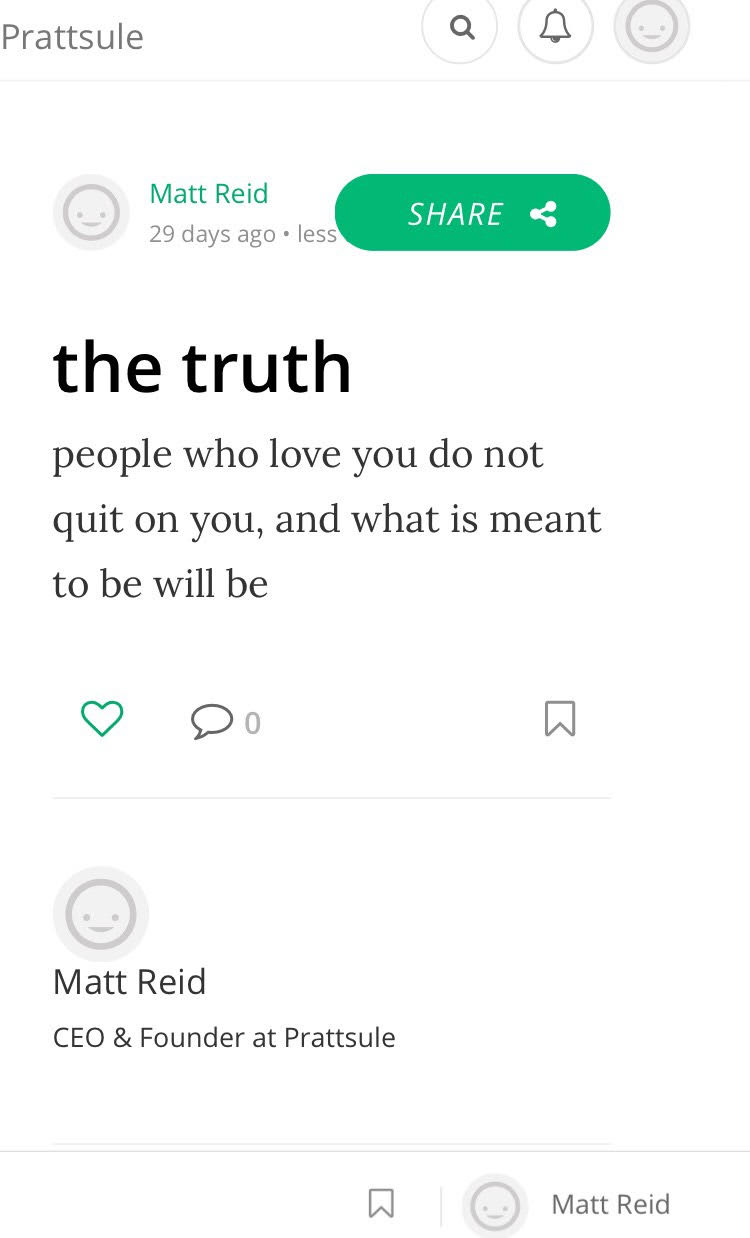 Prattsule
Matt Reid
29 days ago • less
SHARE
the truth
people who love you do not
quit on you, and what is meant
to be will be
0
Matt Reid
CEO & Founder at Prattsule
Matt Reid